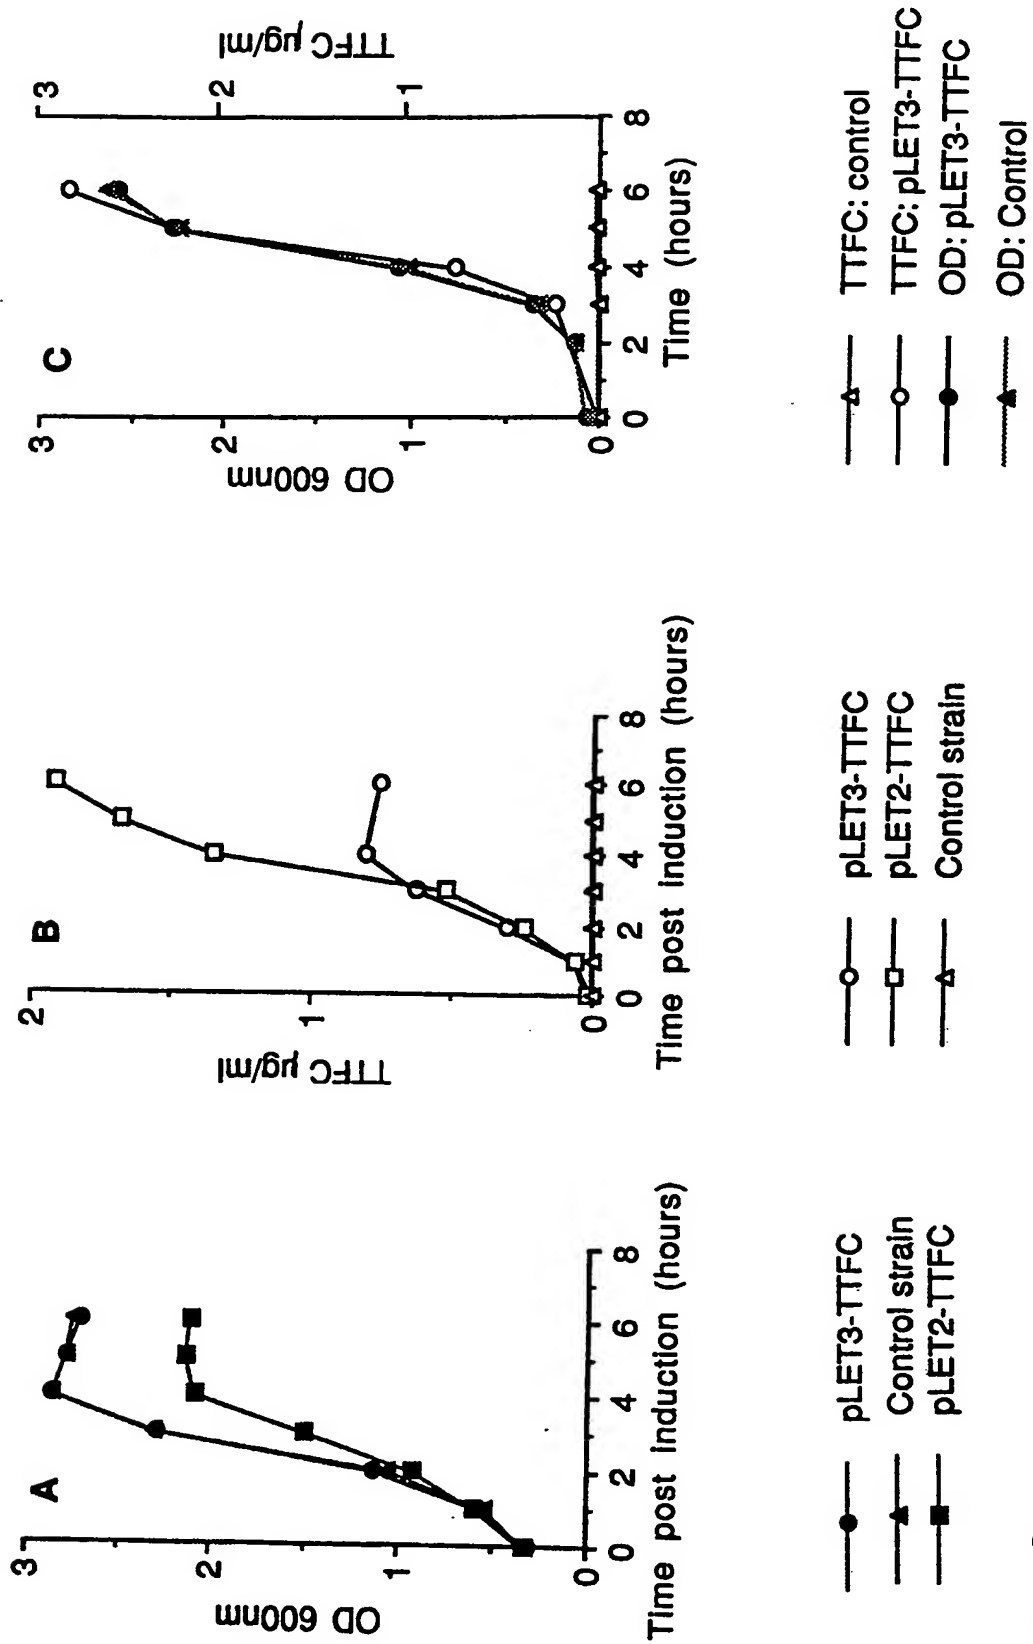 A
3
2
1
0
OD 600nm
0 2 4 6 8
Time post induction (hours)
pLET3-TTFC
Control strain
pLET2-TTFC
B
2
1
0
TTFC µg/ml
0 2 4 6 8
Time post induction (hours)
pLET3-TTFC
pLET2-TTFC
Control strain
C
3
2
1
0
OD 600nm
3
2
1
TTFC µg/ml
0 2 4 6 8
Time (hours)
TTFC: control
TTFC: pLET3-TTFC
OD: pLET3-TTFC
OD: Control